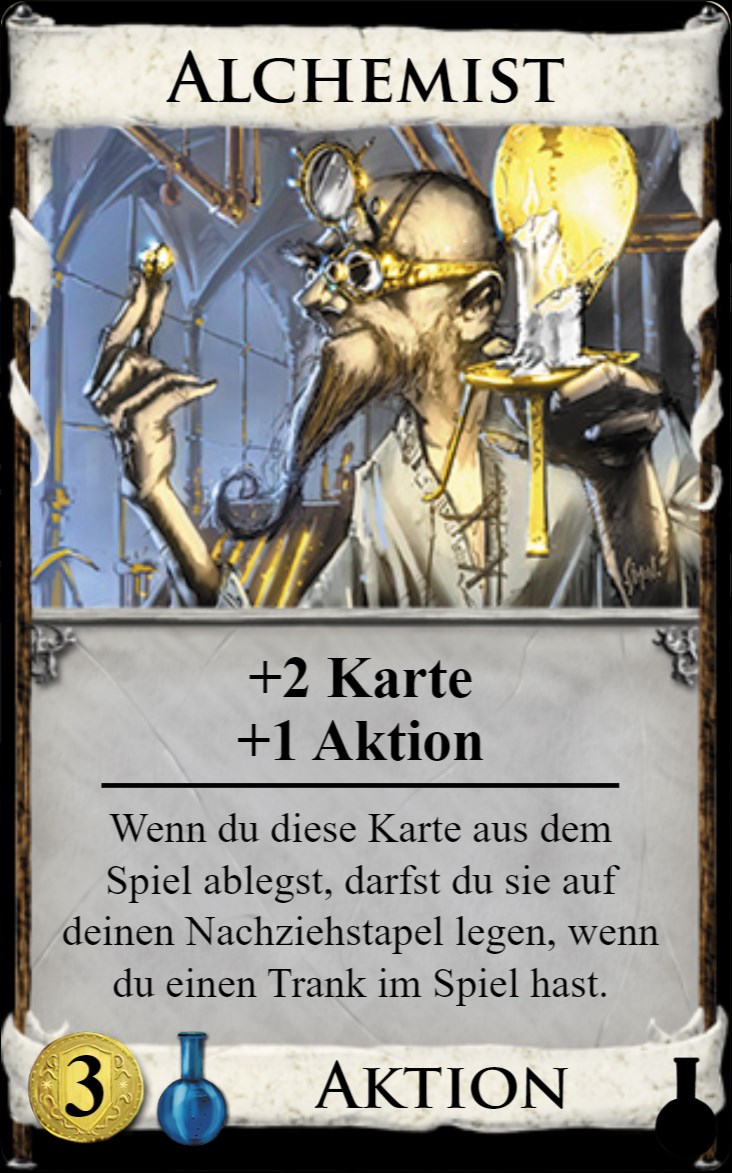 ALCHEMIST
+2 Karte
+1 Aktion
Wenn du diese Karte aus dem
Spiel ablegst, darfst du sie auf
deinen Nachziehstapel legen, wenn
du einen Trank im Spiel hast.
3 AKTION